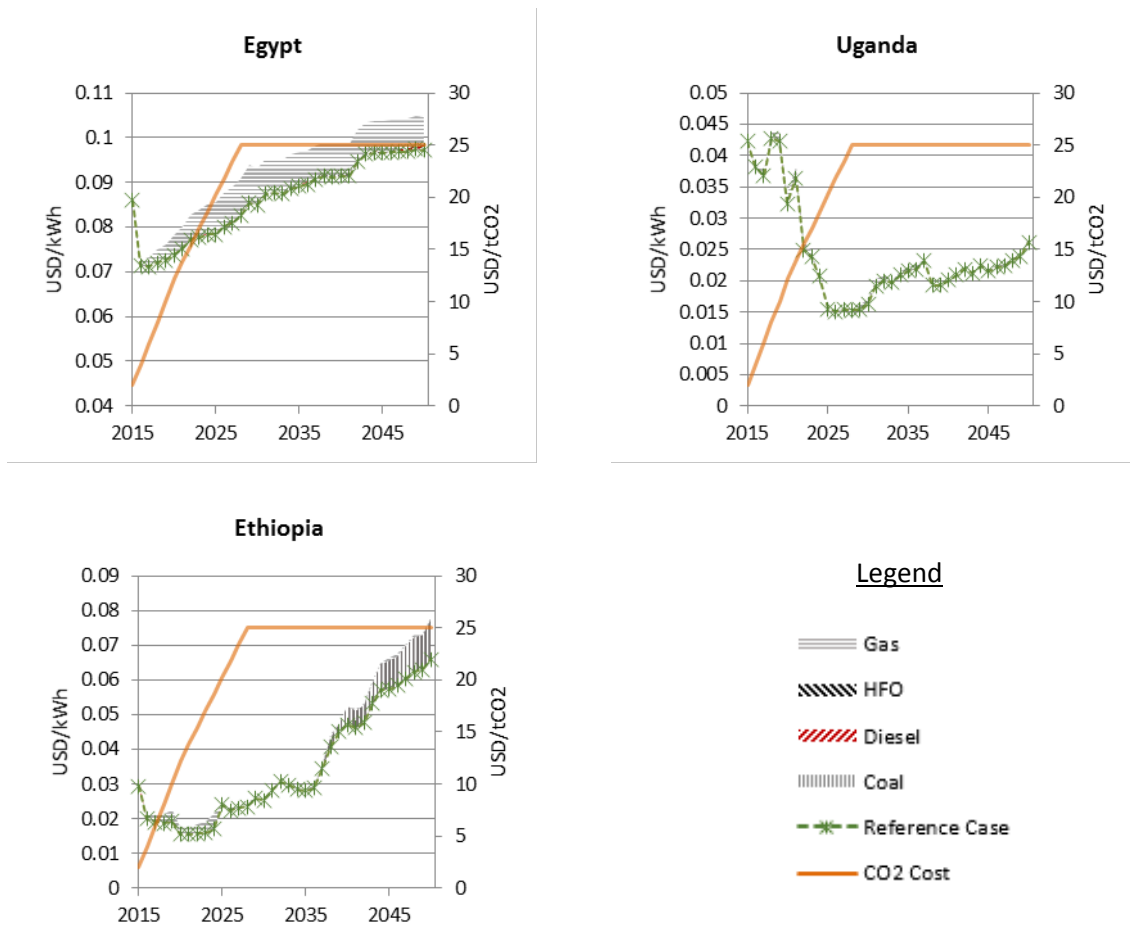 Egypt
0.11
0.1
0.09
0.08
0.07
0.06
0.05
0.04
USD/kWh
30
25
20
15
10
5
0
USD/tCO2
2015 2025 2035 2045
Uganda
0.05
0.045
0.04
0.035
0.03
0.025
0.02
0.015
0.01
0.005
0
USD/kWh
30
25
20
15
10
5
0
USD/tCO2
2015 2025 2035 2045
Ethiopia
0.09
0.08
0.07
0.06
0.05
0.04
0.03
0.02
0.01
0
USD/kWh
30
25
20
15
10
5
0
USD/tCO2
2015 2025 2035 2045
Legend
Gas
HFO
Diesel
Coal
Reference Case
CO2 Cost